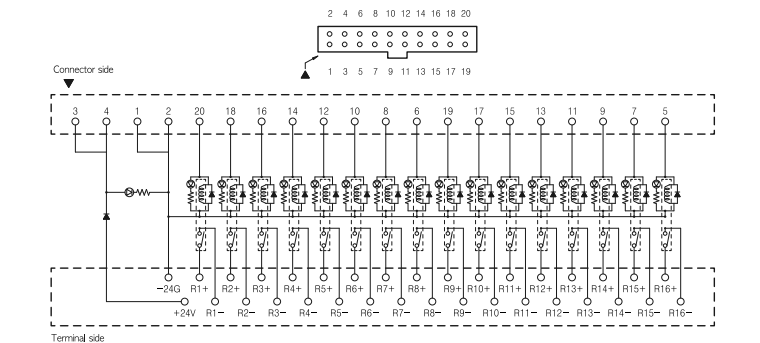 2 4 6 8 10 12 14 16 18 20
1 3 5 7 9 11 13 15 17 19
Connector side
3 4 1 2 20 18 16 14 12 10 8 6 19 17 15 13 11 9 7 5
−24G R1+ R2+ R3+ R4+ R5+ R6+ R7+ R8+ R9+ R10+ R11+ R12+ R13+ R14+ R15+ R16+
+24V R1− R2− R3− R4− R5− R6− R7− R8− R9− R10− R11− R12− R13− R14− R15− R16−
Terminal side